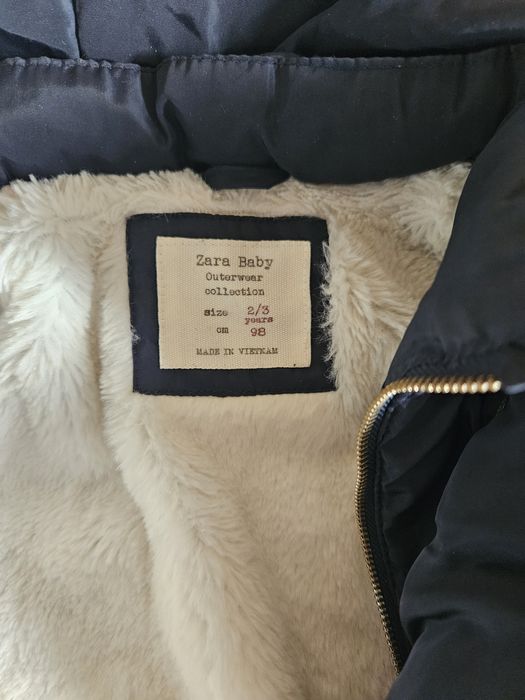 Zara Baby
Outerwear
collection
size 2/3
years
cm 98
MADE IN VIETNAM